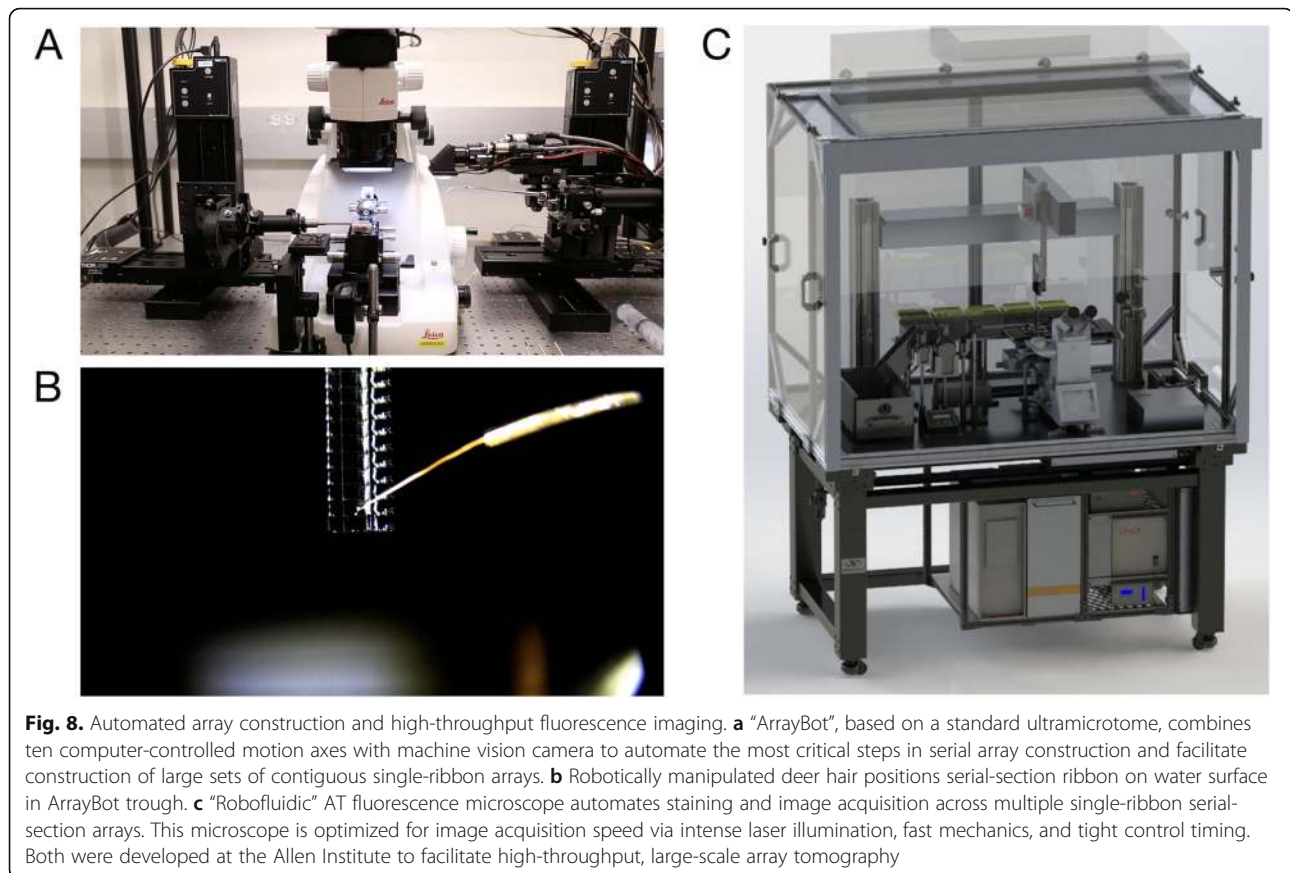 A
B
C
Leica
Leica
THORLABS
Fig. 8. Automated array construction and high-throughput fluorescence imaging. a “ArrayBot”, based on a standard ultramicrotome, combines
ten computer-controlled motion axes with machine vision camera to automate the most critical steps in serial array construction and facilitate
construction of large sets of contiguous single-ribbon arrays. b Robotically manipulated deer hair positions serial-section ribbon on water surface
in ArrayBot trough. c “Robofluidic” AT fluorescence microscope automates staining and image acquisition across multiple single-ribbon serial-
section arrays. This microscope is optimized for image acquisition speed via intense laser illumination, fast mechanics, and tight control timing.
Both were developed at the Allen Institute to facilitate high-throughput, large-scale array tomography